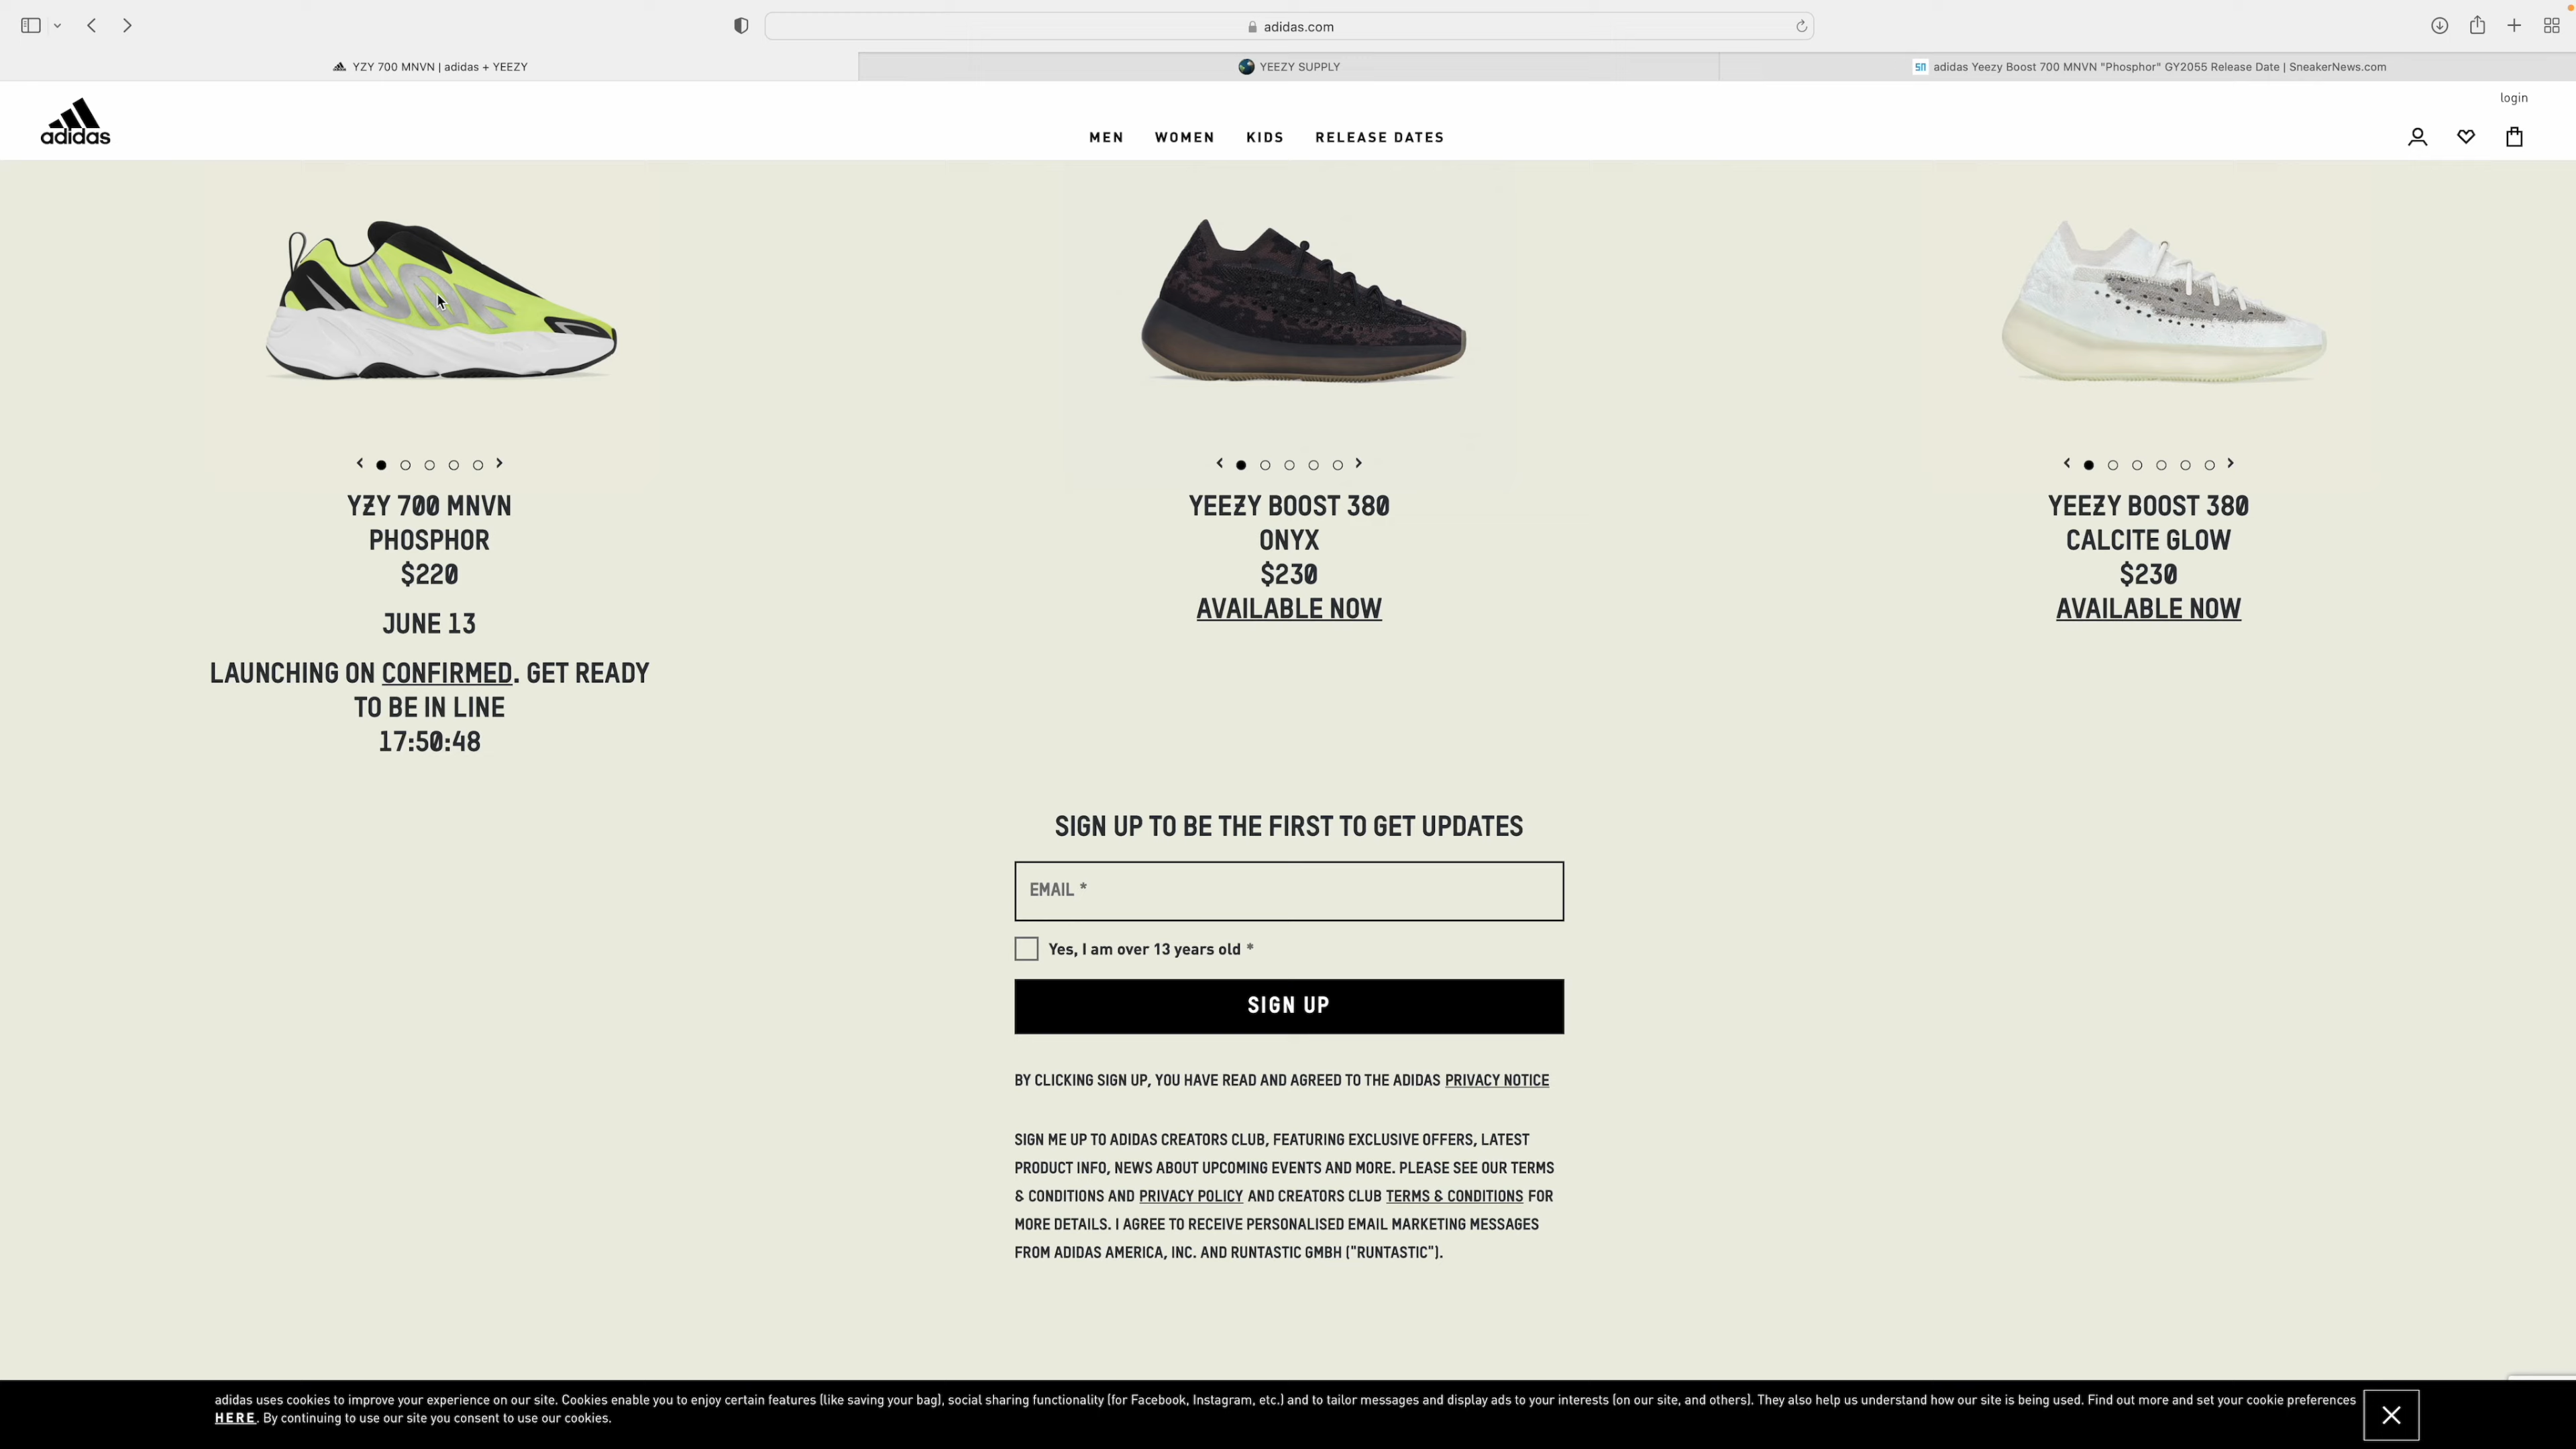 adidas.com
YZY 700 MNVN | adidas + YEEZY
YEEZY SUPPLY
sn adidas Yeezy Boost 700 MNVN "Phosphor" GY2055 Release Date | SneakerNews.com
login
adidas
MEN WOMEN KIDS RELEASE DATES
YZY 700 MNVN
PHOSPHOR
$220
JUNE 13
LAUNCHING ON CONFIRMED. GET READY
TO BE IN LINE
17:50:48
YEEZY BOOST 380
ONYX
$230
AVAILABLE NOW
YEEZY BOOST 380
CALCITE GLOW
$230
AVAILABLE NOW
SIGN UP TO BE THE FIRST TO GET UPDATES
EMAIL *
Yes, I am over 13 years old *
SIGN UP
BY CLICKING SIGN UP, YOU HAVE READ AND AGREED TO THE ADIDAS PRIVACY NOTICE
SIGN ME UP TO ADIDAS CREATORS CLUB, FEATURING EXCLUSIVE OFFERS, LATEST
PRODUCT INFO, NEWS ABOUT UPCOMING EVENTS AND MORE. PLEASE SEE OUR TERMS
& CONDITIONS AND PRIVACY POLICY AND CREATORS CLUB TERMS & CONDITIONS FOR
MORE DETAILS. I AGREE TO RECEIVE PERSONALISED EMAIL MARKETING MESSAGES
FROM ADIDAS AMERICA, INC. AND RUNTASTIC GMBH ("RUNTASTIC").
adidas uses cookies to improve your experience on our site. Cookies enable you to enjoy certain features (like saving your bag), social sharing functionality (for Facebook, Instagram, etc.) and to tailor messages and display ads to your interests (on our site, and others). They also help us understand how our site is being used. Find out more and set your cookie preferences
HERE. By continuing to use our site you consent to use our cookies.